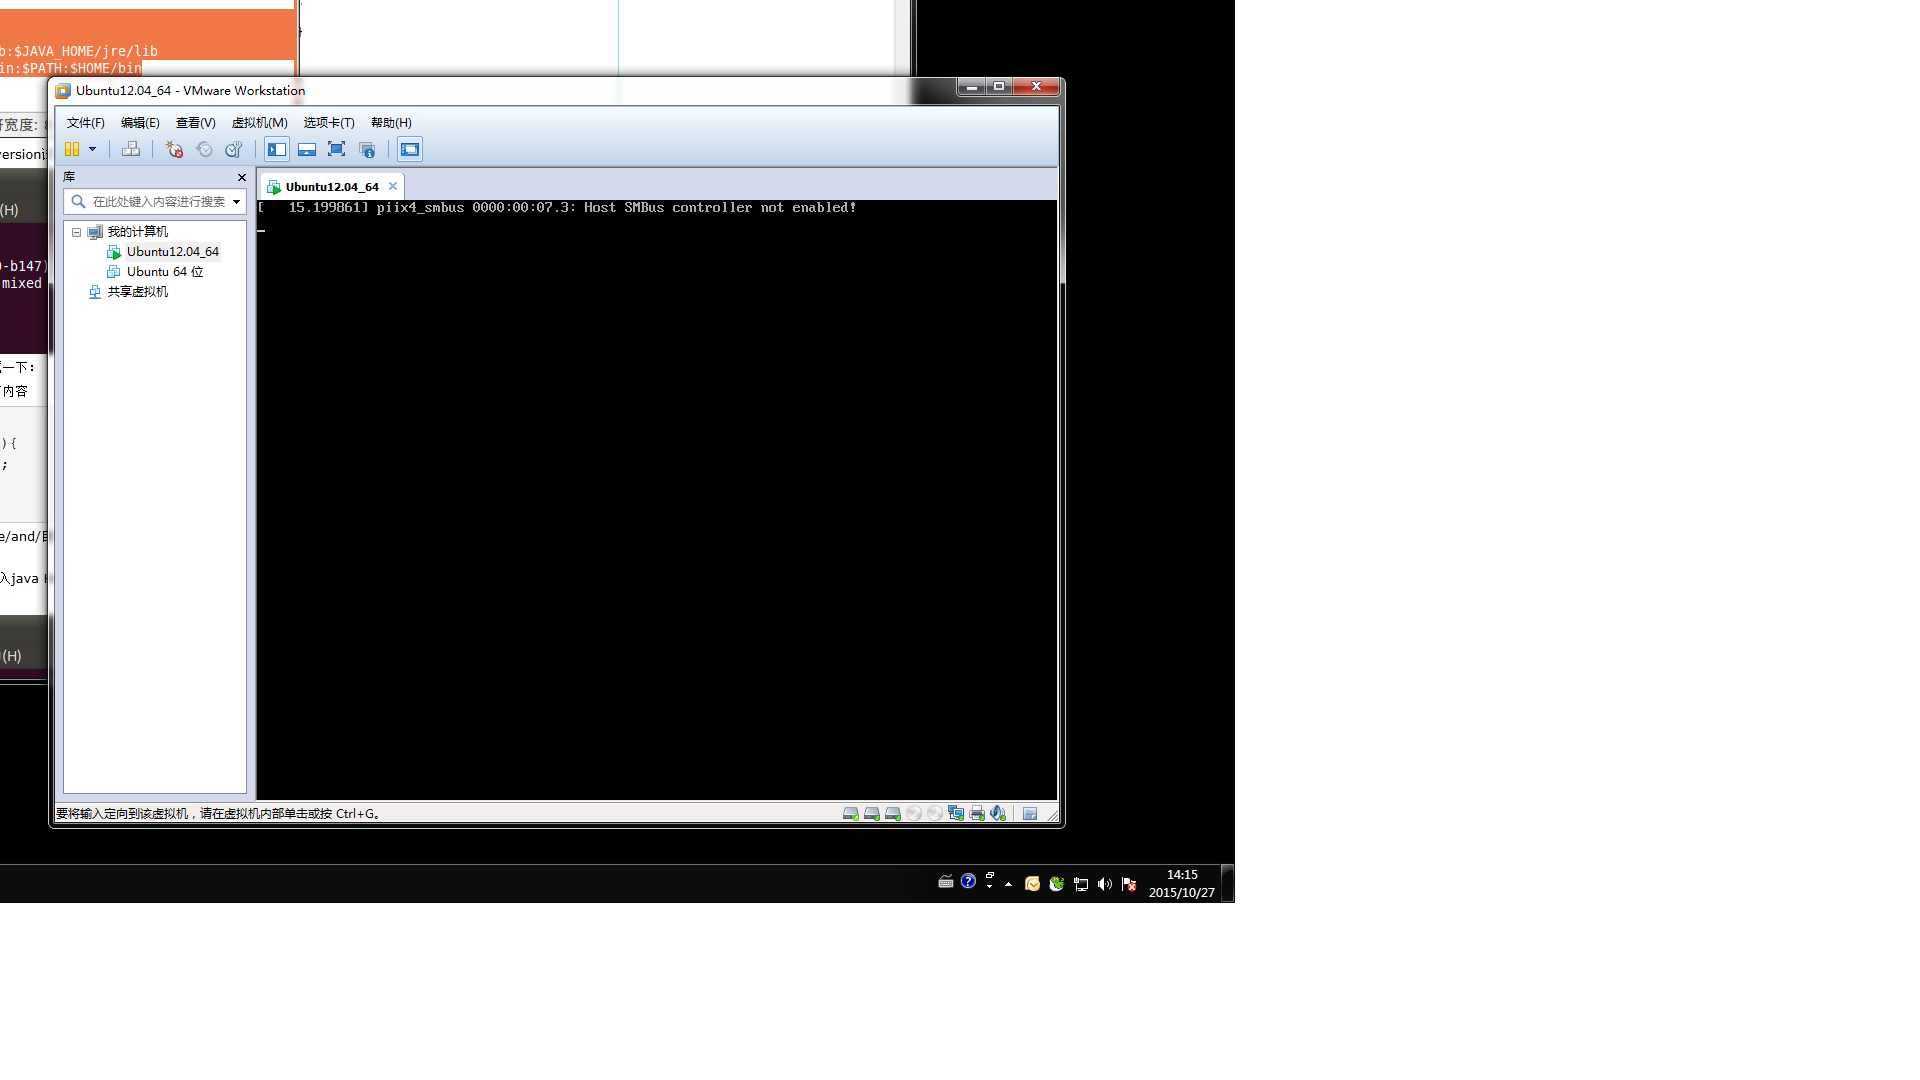 b:$JAVA_HOME/jre/lib
in:$PATH:$HOME/bin
Ubuntu12.04_64 - VMware Workstation
文件(F) 编辑(E) 查看(V) 虚拟机(M) 选项卡(T) 帮助(H)
宽度:
version
库
Ubuntu12.04_64
在此处键入内容进行搜索
(H)
[ 15.199861] piix4_smbus 0000:00:07.3: Host SMBus controller not enabled!
我的计算机
Ubuntu12.04_64
0-b147)
Ubuntu 64 位
mixed
共享虚拟机
一下：
内容
){
;
e/and/
入java
(H)
要将输入定向到该虚拟机，请在虚拟机内部单击或按 Ctrl+G。
14:15
2015/10/27